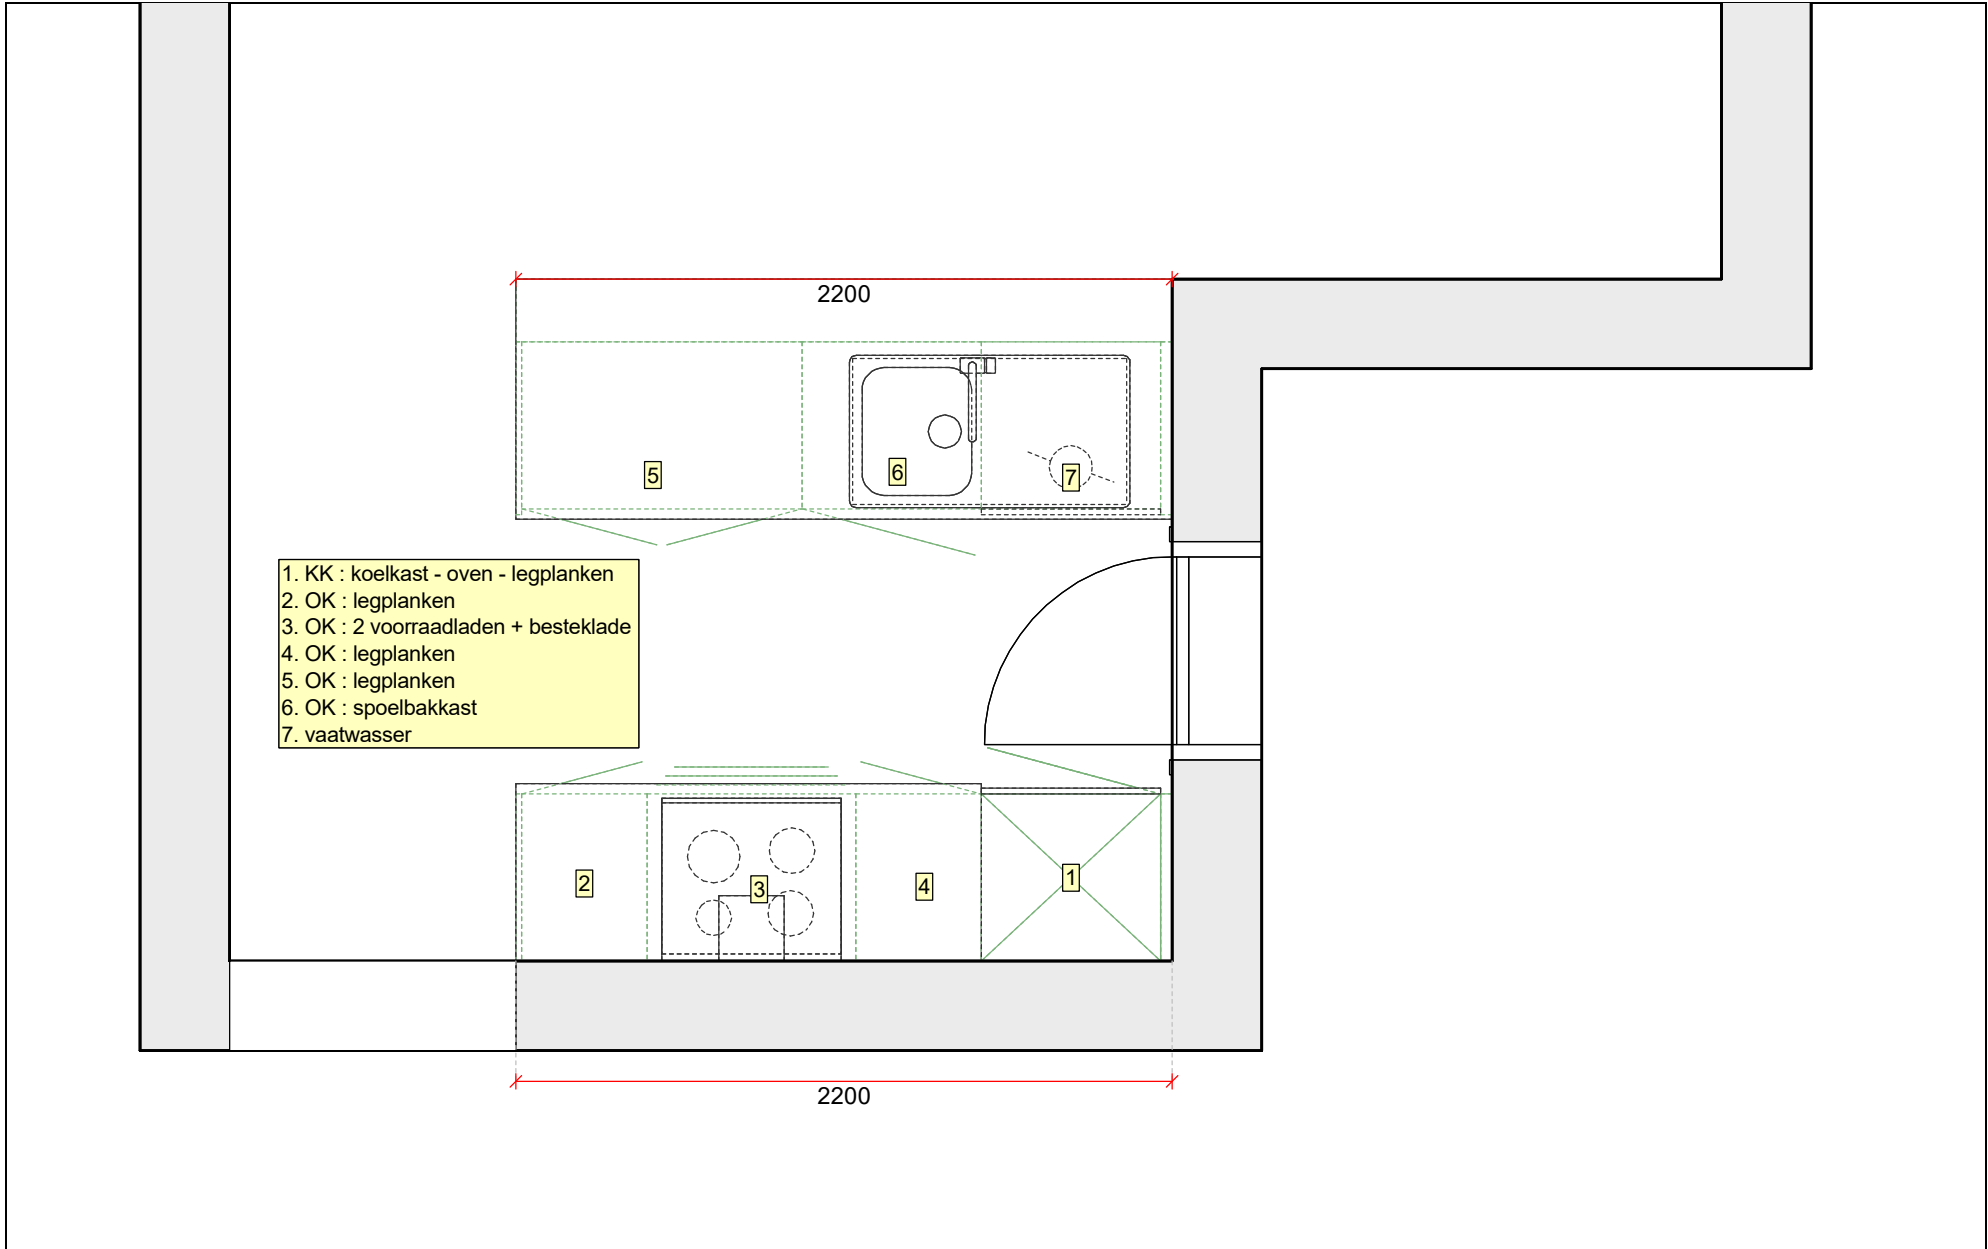 2200
5
6
7
1. KK : koelkast - oven - legplanken
2. OK : legplanken
3. OK : 2 voorraadladen + besteklade
4. OK : legplanken
5. OK : legplanken
6. OK : spoelbakkast
7. vaatwasser
2
3
4
1
2200